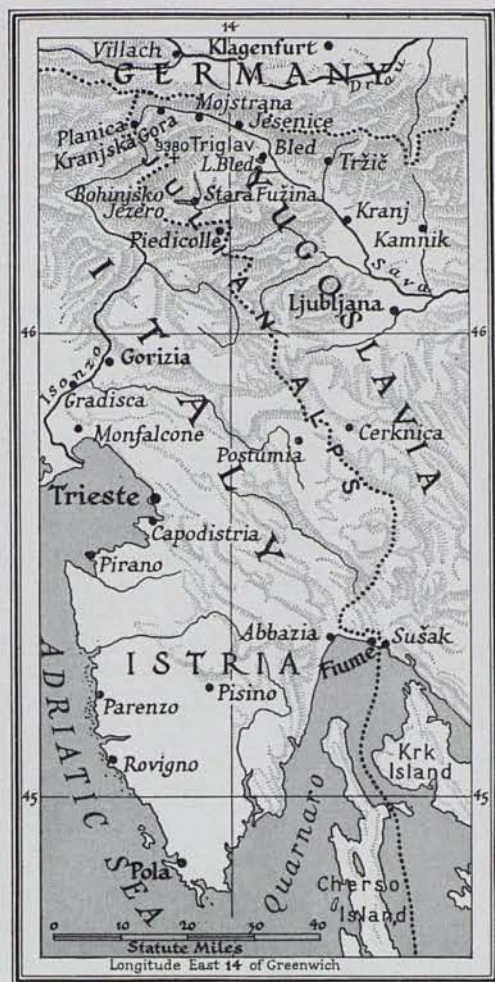 14
Villach
Klagenfurt
GERMANY
Drau
Planica
Kranjska Gora
Mojstrana
Jesenice
9380 Triglav
Bled
L. Bled
Tržič
Bohinjsko
Jezero
Stara Fužina
Kranj
Kamnik
Piedicolle
Sava
Ljubljana
JULIAN ALPS
YUGOSLAVIA
ITALY
46
46
Isonzo
Gorizia
Gradisca
Monfalcone
Postumia
Cerknica
Trieste
Capodistria
Pirano
Abbazia
Fiume
Sušak
ISTRIA
Pisino
Parenzo
Rovigno
ADRIATIC SEA
Krk
Island
45
45
Quarnaro
Pola
Cherso
Island
0 10 20 30 40
Statute Miles
Longitude East 14 of Greenwich